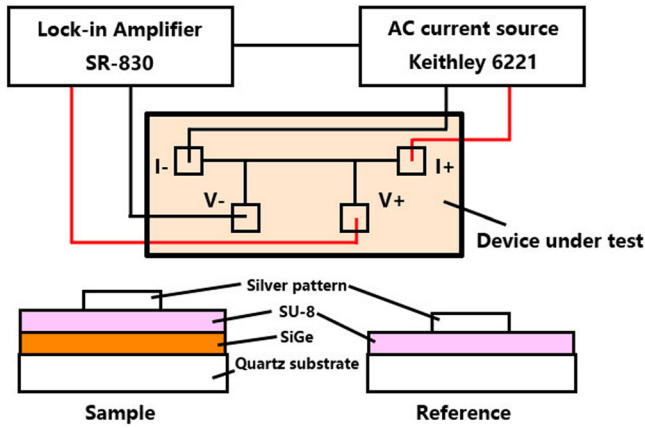 Lock-in Amplifier
SR-830
AC current source
Keithley 6221
I-
I+
V-
V+
Device under test
Silver pattern
SU-8
SiGe
Quartz substrate
Sample
Reference